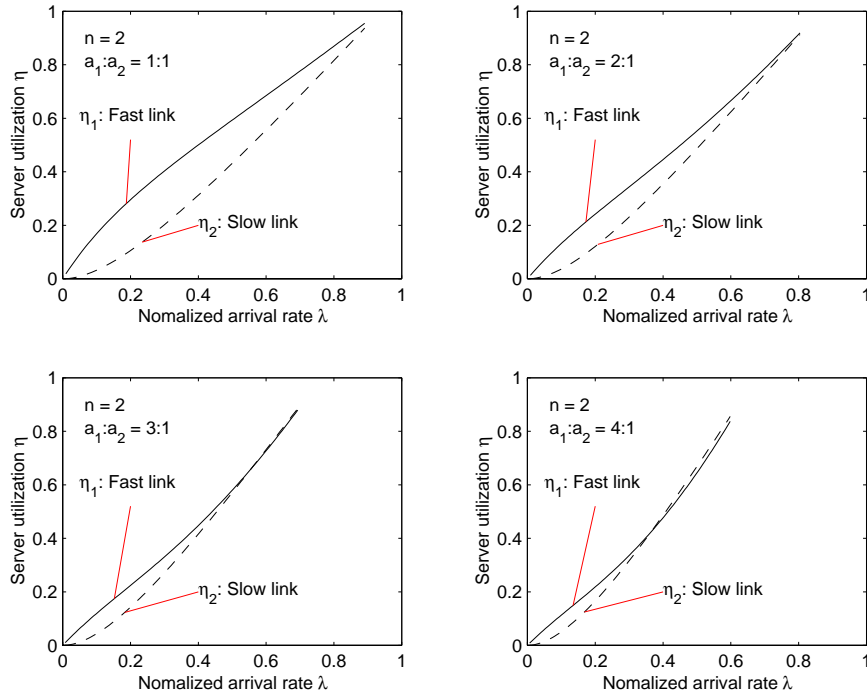 n = 2
a1:a2 = 1:1
η1: Fast link
η2: Slow link
Server utilization η
0
0.2
0.4
0.6
0.8
1
0
0.2
0.4
0.6
0.8
1
Nomalized arrival rate λ
n = 2
a1:a2 = 2:1
η1: Fast link
η2: Slow link
Server utilization η
0
0.2
0.4
0.6
0.8
1
0
0.2
0.4
0.6
0.8
1
Nomalized arrival rate λ
n = 2
a1:a2 = 3:1
η1: Fast link
η2: Slow link
Server utilization η
0
0.2
0.4
0.6
0.8
1
0
0.2
0.4
0.6
0.8
1
Nomalized arrival rate λ
n = 2
a1:a2 = 4:1
η1: Fast link
η2: Slow link
Server utilization η
0
0.2
0.4
0.6
0.8
1
0
0.2
0.4
0.6
0.8
1
Nomalized arrival rate λ